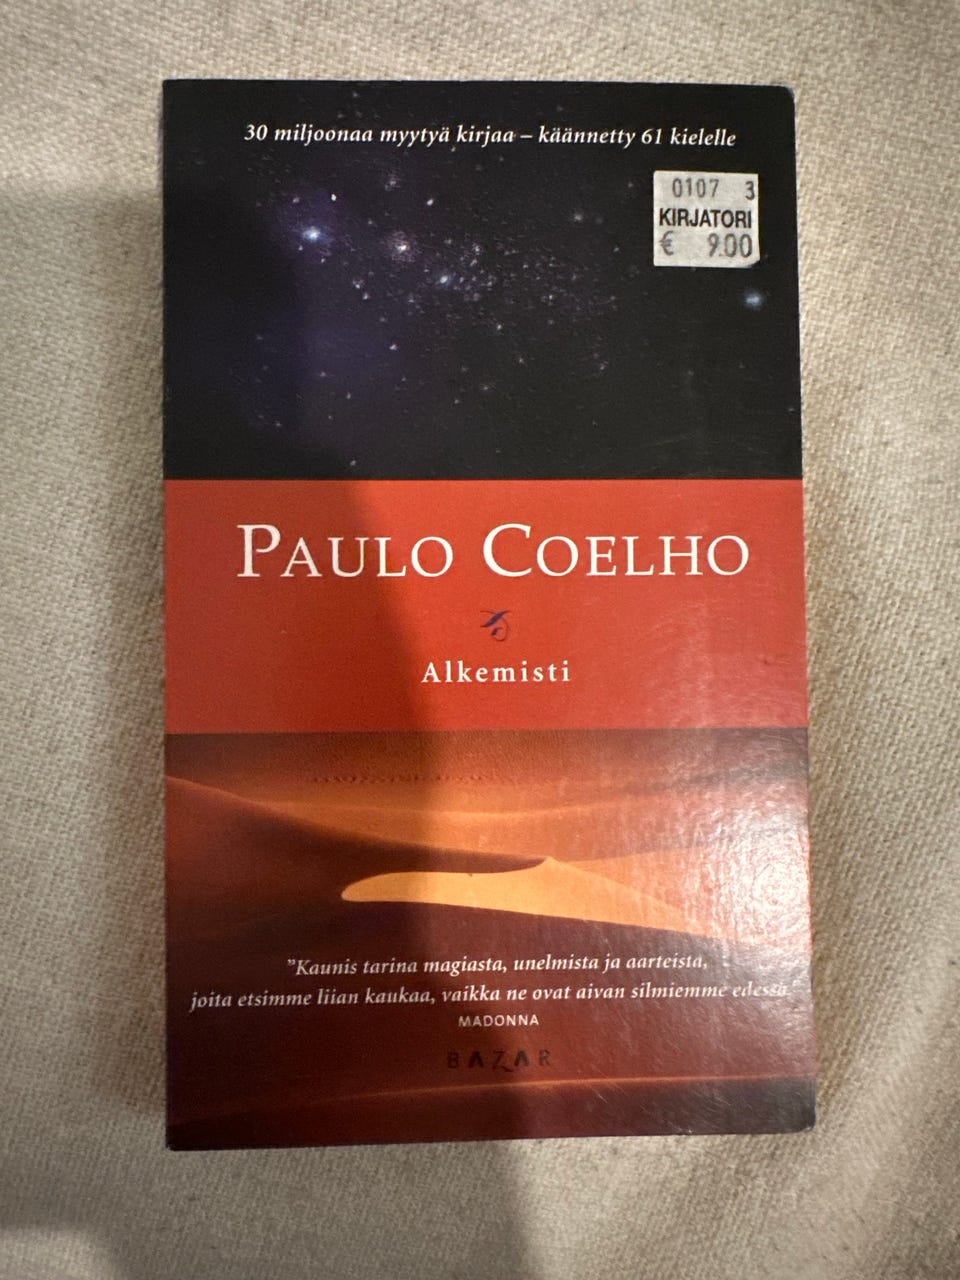 30 miljoonaa myytyä kirjaa – käännetty 61 kielelle
0107 3
KIRJATORI
€ 9.00
PAULO COELHO
Alkemisti
"Kaunis tarina magiasta, unelmista ja aarteista,
joita etsimme liian kaukaa, vaikka ne ovat aivan silmiemme edessä."
MADONNA
BAZAR